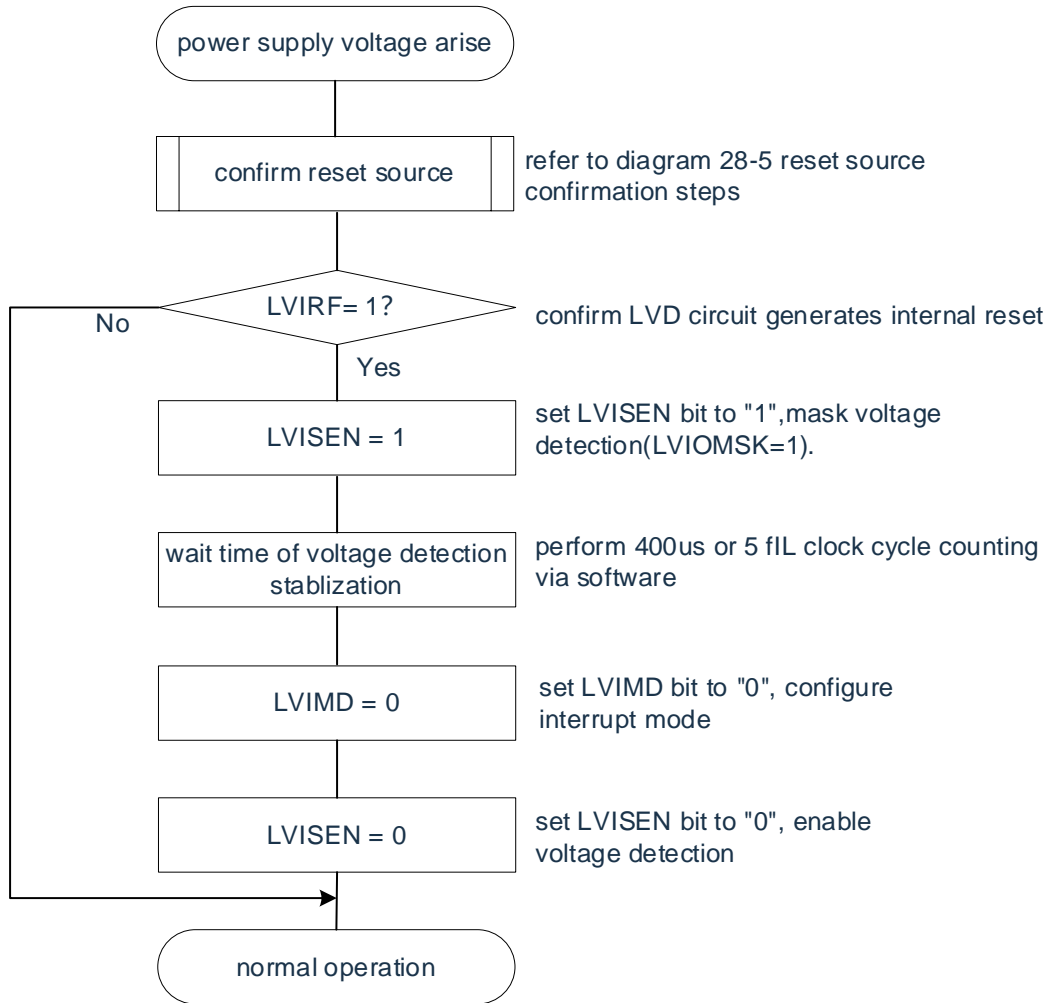 power supply voltage arise
confirm reset source
refer to diagram 28-5 reset source
confirmation steps
LVIRF= 1?
No
confirm LVD circuit generates internal reset
Yes
LVISEN = 1
set LVISEN bit to "1",mask voltage
detection(LVIOMSK=1).
wait time of voltage detection
stablization
perform 400us or 5 fIL clock cycle counting
via software
LVIMD = 0
set LVIMD bit to "0", configure
interrupt mode
LVISEN = 0
set LVISEN bit to "0", enable
voltage detection
normal operation